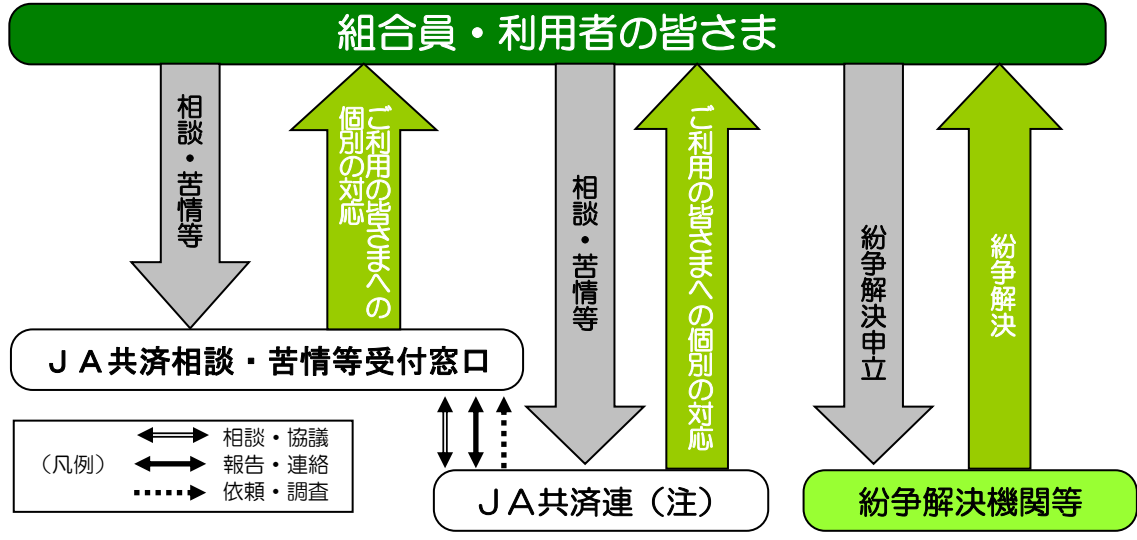 組合員・利用者の皆さま
相談・苦情等
ご利用の皆さまへの
個別の対応
相談・苦情等
ご利用の皆さまへの個別の対応
紛争解決申立
紛争解決
ＪＡ共済相談・苦情等受付窓口
（凡例）
相談・協議
報告・連絡
依頼・調査
ＪＡ共済連（注）
紛争解決機関等